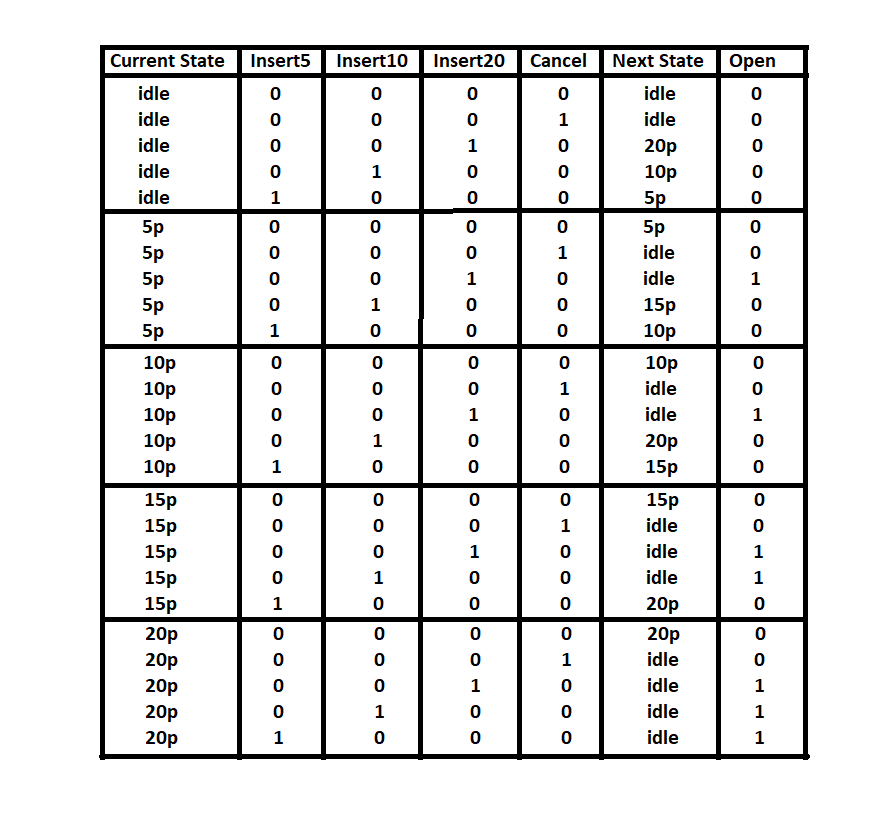 Current State Insert5 Insert10 Insert20 Cancel Next State Open
idle 0 0 0 0 idle 0
idle 0 0 0 1 idle 0
idle 0 0 1 0 20p 0
idle 0 1 0 0 10p 0
idle 1 0 0 0 5p 0
5p 0 0 0 0 5p 0
5p 0 0 0 1 idle 0
5p 0 0 1 0 idle 1
5p 0 1 0 0 15p 0
5p 1 0 0 0 10p 0
10p 0 0 0 0 10p 0
10p 0 0 0 1 idle 0
10p 0 0 1 0 idle 1
10p 0 1 0 0 20p 0
10p 1 0 0 0 15p 0
15p 0 0 0 0 15p 0
15p 0 0 0 1 idle 0
15p 0 0 1 0 idle 1
15p 0 1 0 0 idle 1
15p 1 0 0 0 20p 0
20p 0 0 0 0 20p 0
20p 0 0 0 1 idle 0
20p 0 0 1 0 idle 1
20p 0 1 0 0 idle 1
20p 1 0 0 0 idle 1